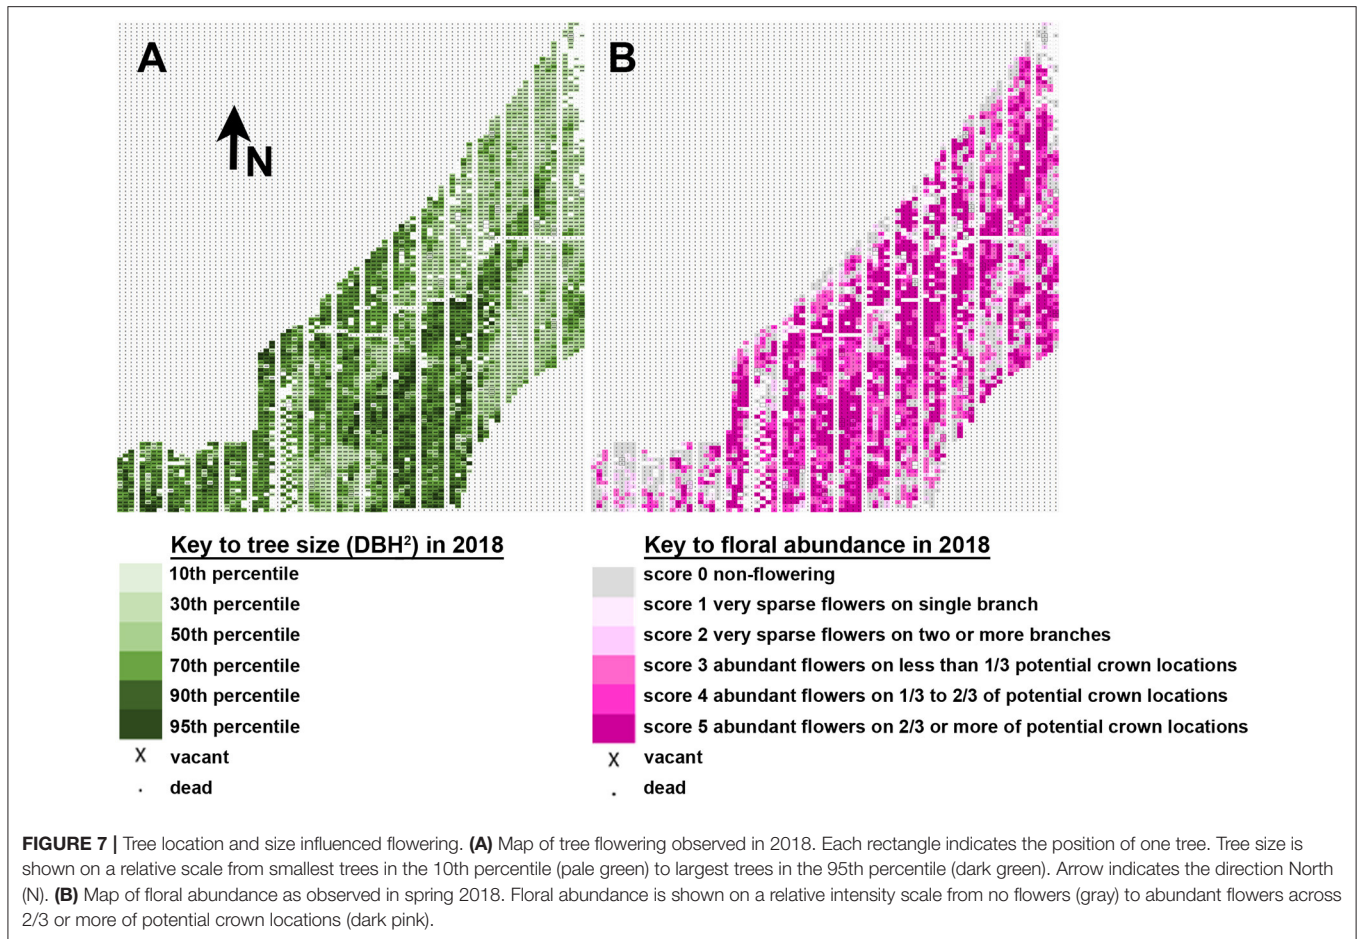 A
B
N
Key to tree size (DBH²) in 2018
10th percentile
30th percentile
50th percentile
70th percentile
90th percentile
95th percentile
X vacant
. dead
Key to floral abundance in 2018
score 0 non-flowering
score 1 very sparse flowers on single branch
score 2 very sparse flowers on two or more branches
score 3 abundant flowers on less than 1/3 potential crown locations
score 4 abundant flowers on 1/3 to 2/3 of potential crown locations
score 5 abundant flowers on 2/3 or more of potential crown locations
X vacant
. dead
FIGURE 7 | Tree location and size influenced flowering. (A) Map of tree flowering observed in 2018. Each rectangle indicates the position of one tree. Tree size is
shown on a relative scale from smallest trees in the 10th percentile (pale green) to largest trees in the 95th percentile (dark green). Arrow indicates the direction North
(N). (B) Map of floral abundance as observed in spring 2018. Floral abundance is shown on a relative intensity scale from no flowers (gray) to abundant flowers across
2/3 or more of potential crown locations (dark pink).